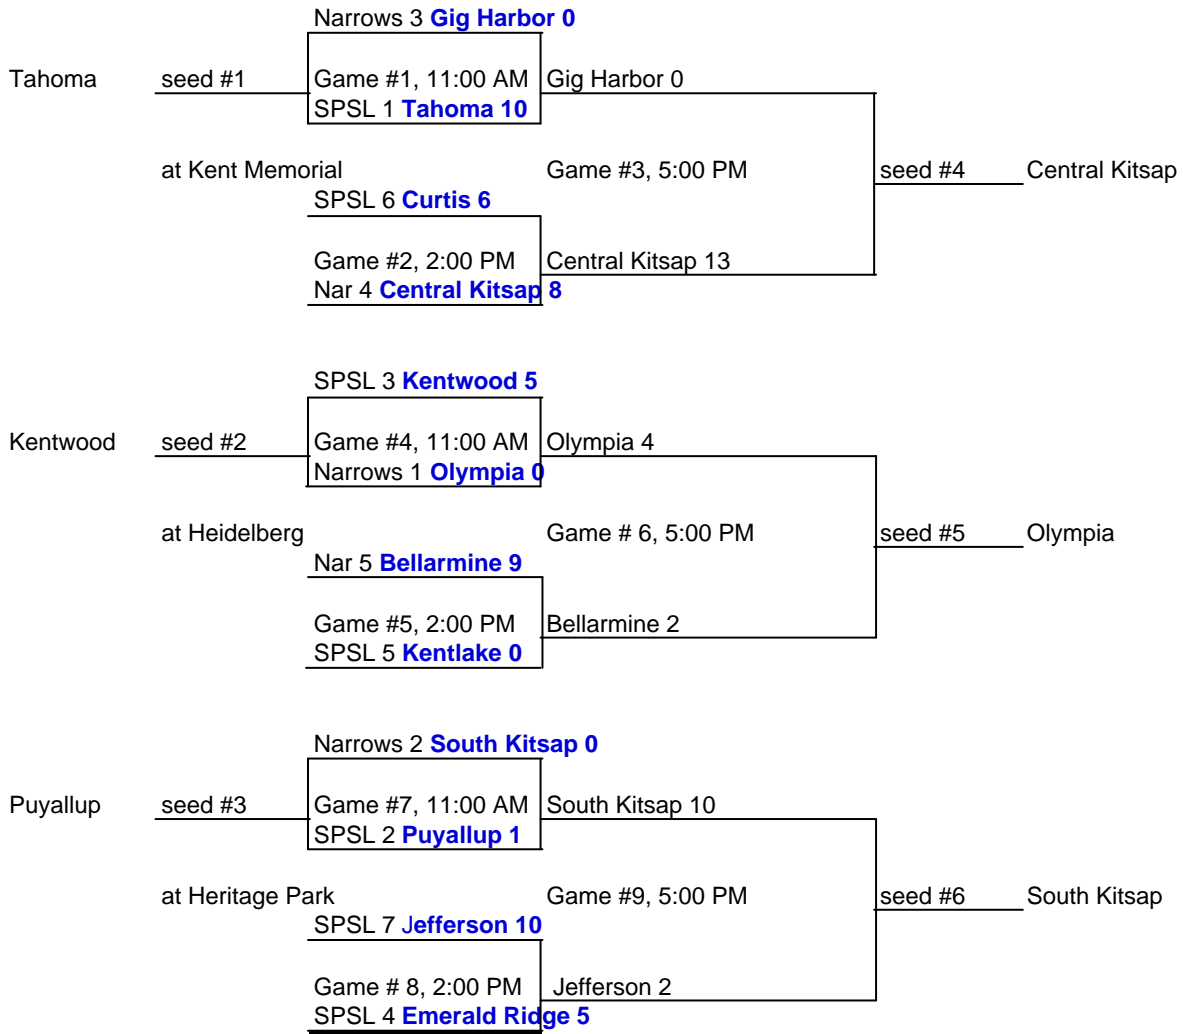 Narrows 3 Gig Harbor 0
Tahoma seed #1 Game #1, 11:00 AM Gig Harbor 0
SPSL 1 Tahoma 10
at Kent Memorial Game #3, 5:00 PM seed #4 Central Kitsap
SPSL 6 Curtis 6
Game #2, 2:00 PM Central Kitsap 13
Nar 4 Central Kitsap 8
SPSL 3 Kentwood 5
Kentwood seed #2 Game #4, 11:00 AM Olympia 4
Narrows 1 Olympia 0
at Heidelberg Game # 6, 5:00 PM seed #5 Olympia
Nar 5 Bellarmine 9
Game #5, 2:00 PM Bellarmine 2
SPSL 5 Kentlake 0
Narrows 2 South Kitsap 0
Puyallup seed #3 Game #7, 11:00 AM South Kitsap 10
SPSL 2 Puyallup 1
at Heritage Park Game #9, 5:00 PM seed #6 South Kitsap
SPSL 7 Jefferson 10
Game # 8, 2:00 PM Jefferson 2
SPSL 4 Emerald Ridge 5